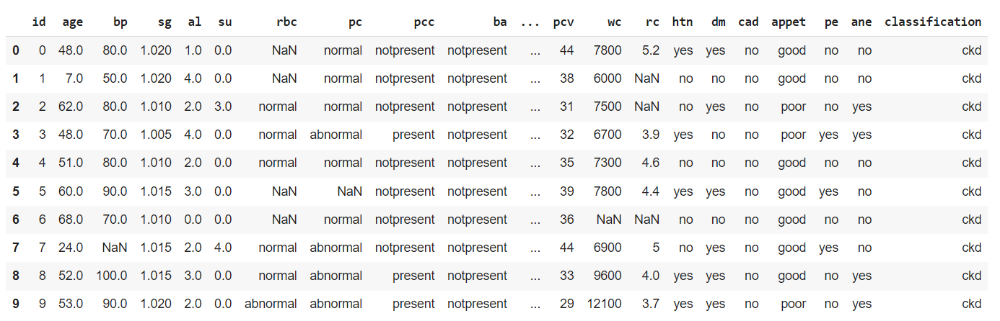 id age bp sg al su rbc pc pcc ba ... pcv wc rc htn dm cad appet pe ane classification
0 0 48.0 80.0 1.020 1.0 0.0 NaN normal notpresent notpresent ... 44 7800 5.2 yes yes no good no no ckd
1 1 7.0 50.0 1.020 4.0 0.0 NaN normal notpresent notpresent ... 38 6000 NaN no no no good no no ckd
2 2 62.0 80.0 1.010 2.0 3.0 normal normal notpresent notpresent ... 31 7500 NaN no yes no poor no yes ckd
3 3 48.0 70.0 1.005 4.0 0.0 normal abnormal present notpresent ... 32 6700 3.9 yes no no poor yes yes ckd
4 4 51.0 80.0 1.010 2.0 0.0 normal normal notpresent notpresent ... 35 7300 4.6 no no no good no no ckd
5 5 60.0 90.0 1.015 3.0 0.0 NaN NaN notpresent notpresent ... 39 7800 4.4 yes yes no good yes no ckd
6 6 68.0 70.0 1.010 0.0 0.0 NaN normal notpresent notpresent ... 36 NaN NaN no no no good no no ckd
7 7 24.0 NaN 1.015 2.0 4.0 normal abnormal notpresent notpresent ... 44 6900 5 no yes no good yes no ckd
8 8 52.0 100.0 1.015 3.0 0.0 normal abnormal present notpresent ... 33 9600 4.0 yes yes no good no yes ckd
9 9 53.0 90.0 1.020 2.0 0.0 abnormal abnormal present notpresent ... 29 12100 3.7 yes yes no poor no yes ckd